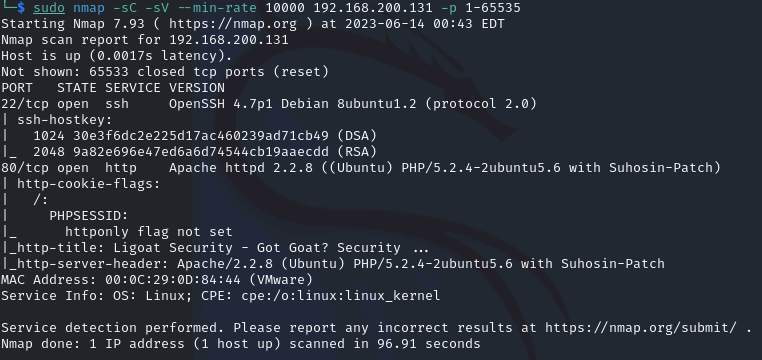 └─$ sudo nmap -sC -sV --min-rate 10000 192.168.200.131 -p 1-65535
Starting Nmap 7.93 ( https://nmap.org ) at 2023-06-14 00:43 EDT
Nmap scan report for 192.168.200.131
Host is up (0.0017s latency).
Not shown: 65533 closed tcp ports (reset)
PORT   STATE SERVICE VERSION
22/tcp open  ssh     OpenSSH 4.7p1 Debian 8ubuntu1.2 (protocol 2.0)
| ssh-hostkey:
|   1024 30e3f6dc2e225d17ac460239ad71cb49 (DSA)
|_  2048 9a82e696e47ed6a6d74544cb19aaecdd (RSA)
80/tcp open  http    Apache httpd 2.2.8 ((Ubuntu) PHP/5.2.4-2ubuntu5.6 with Suhosin-Patch)
| http-cookie-flags:
|   /:
|     PHPSESSID:
|_      httponly flag not set
|_http-title: Ligoat Security - Got Goat? Security ...
|_http-server-header: Apache/2.2.8 (Ubuntu) PHP/5.2.4-2ubuntu5.6 with Suhosin-Patch
MAC Address: 00:0C:29:0D:84:44 (VMware)
Service Info: OS: Linux; CPE: cpe:/o:linux:linux_kernel

Service detection performed. Please report any incorrect results at https://nmap.org/submit/ .
Nmap done: 1 IP address (1 host up) scanned in 96.91 seconds